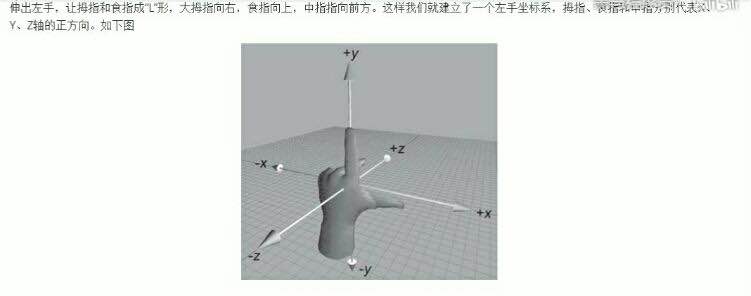 伸出左手，让拇指和食指成“L”形，大拇指向右，食指向上，中指指向前方。这样我们就建立了一个左手坐标系，拇指、食指和中指分别代表X、
Y、Z轴的正方向。如下图
+y
+z
-x
+x
-z
-y